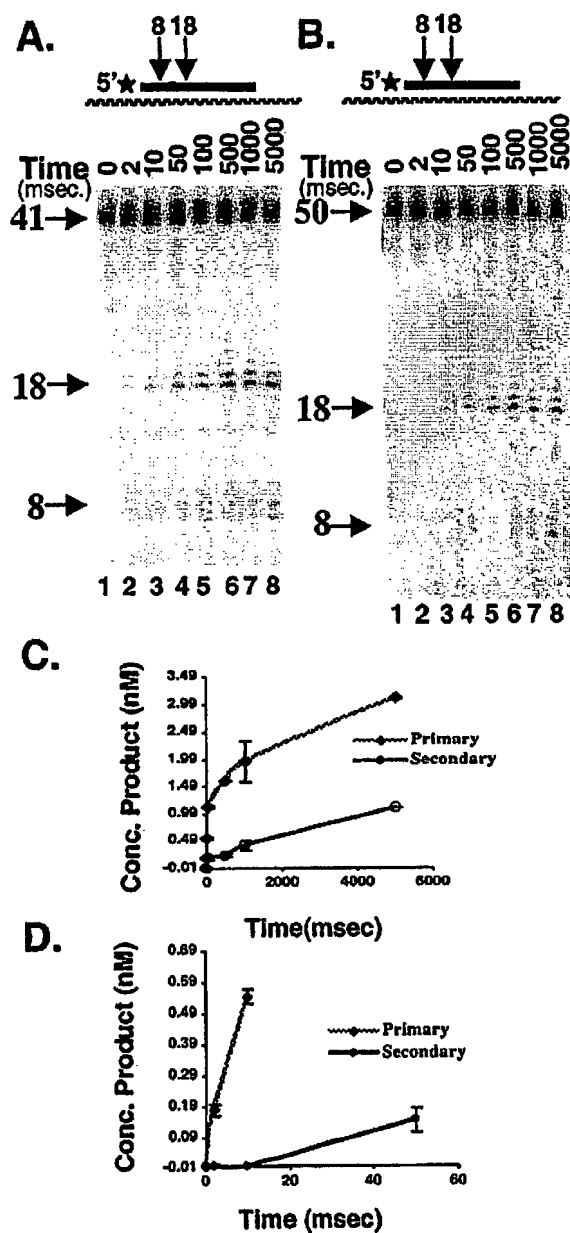 A.
8 18
5'★
Time
(msec.)
0 2 10 50 100 500 1000 5000
41
18
8
1 2 3 4 5 6 7 8
B.
8 18
5'★
Time
(msec.)
0 2 10 50 100 500 1000 5000
50
18
8
1 2 3 4 5 6 7 8
C.
Conc. Product (nM)
3.49
2.99
2.49
1.99
1.49
0.99
0.49
-0.01
0 2000 4000 6000
Primary
Secondary
Time(msec)
D.
Conc. Product (nM)
0.69
0.59
0.49
0.39
0.29
0.19
0.09
-0.01
0 20 40 60
Primary
Secondary
Time (msec)